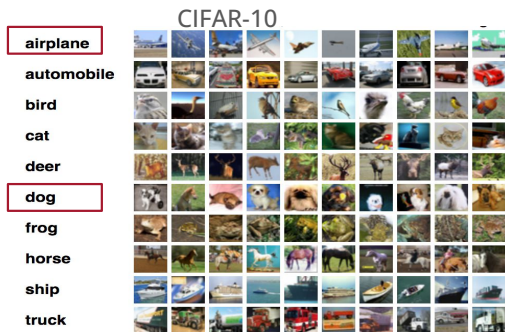 CIFAR-10
airplane
automobile
bird
cat
deer
dog
frog
horse
ship
truck